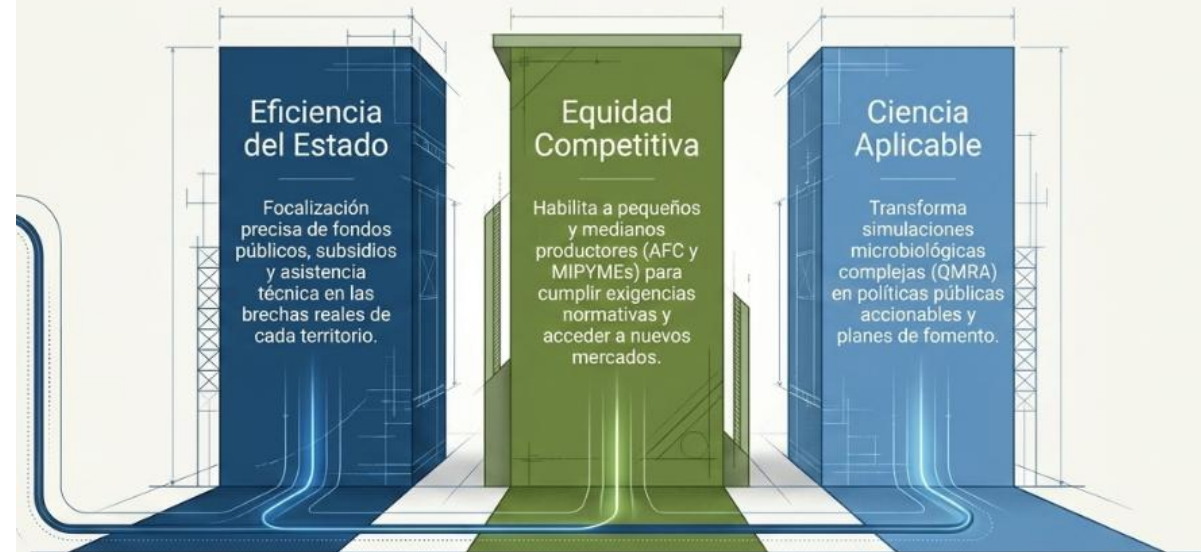 Eficiencia
del Estado
Focalización
precisa de fondos
públicos, subsidios
y asistencia
técnica en las
brechas reales de
cada territorio.
Equidad
Competitiva
Habilita a pequeños
y medianos
productores (AFC y
MIPYMEs) para
cumplir exigencias
normativas y
acceder a nuevos
mercados.
Ciencia
Aplicable
Transforma
simulaciones
microbiológicas
complejas (QMRA)
en políticas públicas
accionables y
planes de fomento.